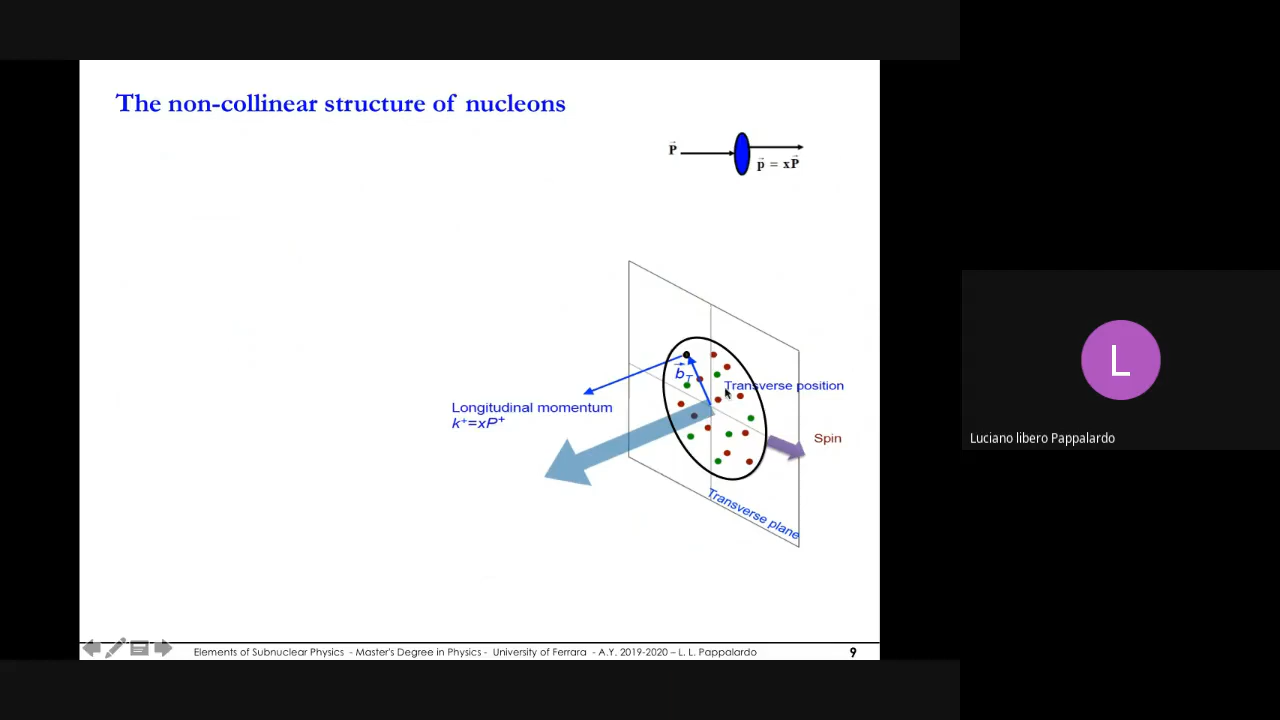 The non-collinear structure of nucleons
P⃗
p⃗ = xP⃗
b⃗T
Transverse position
Longitudinal momentum
k⁺=xP⁺
Spin
Transverse plane
L
Luciano libero Pappalardo
Elements of Subnuclear Physics - Master's Degree in Physics - University of Ferrara - A.Y. 2019-2020 – L. L. Pappalardo
9